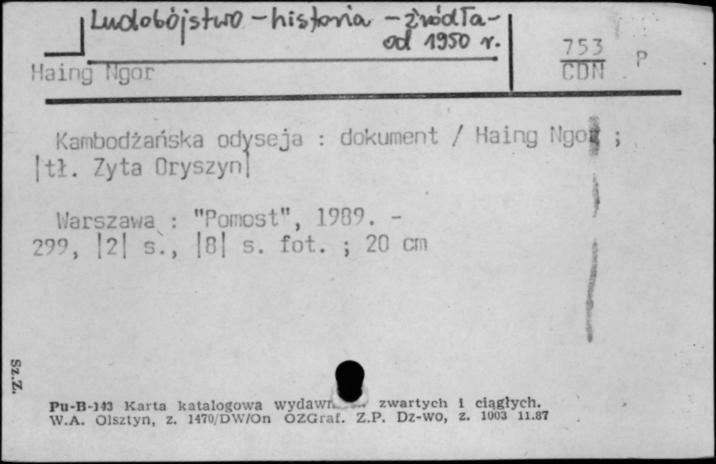 Ludobójstwo - historia - źródła -
od 1950 r.
753
CDN P
Haing Ngor
Kambodżańska odyseja : dokument / Haing Ngor ;
|tł. Zyta Oryszyn|
Warszawa : "Pomost", 1989. -
299, |2| s., |8| s. fot. ; 20 cm
Sz.Z.
Pu-B-143 Karta katalogowa zwartych i ciągłych.
W.A. Olsztyn, z. 1470/DW/On OZGraf. Z.P. Dz-wo, z. 1003 11.87